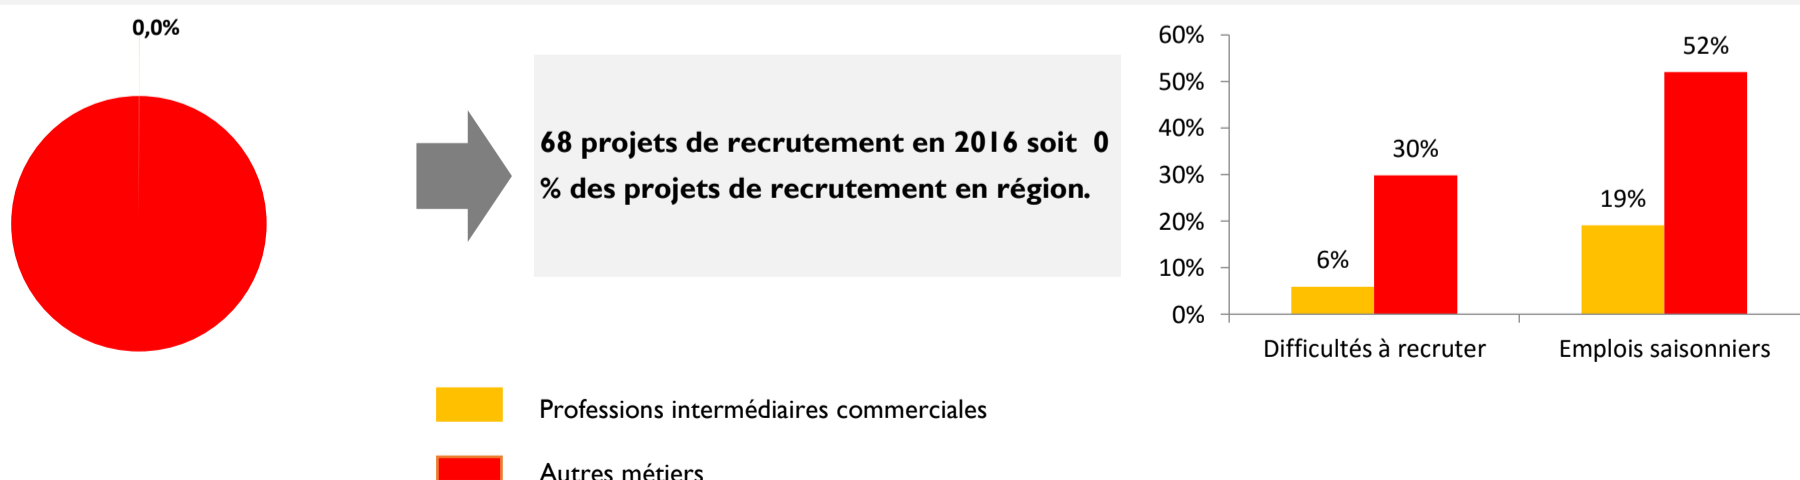 0,0%
68 projets de recrutement en 2016 soit  0
% des projets de recrutement en région.
60%
50%
40%
30%
20%
10%
0%
6%
30%
19%
52%
Difficultés à recruter
Emplois saisonniers
Professions intermédiaires commerciales
Autres métiers